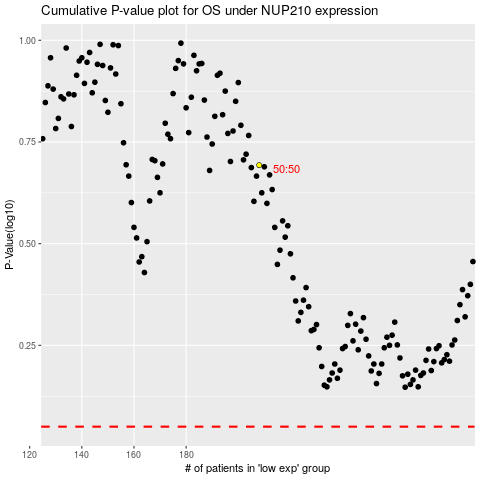 Cumulative P-value plot for OS under NUP210 expression
P-Value(log10)
1.00
0.75
0.50
0.25
50:50
120 140 160 180
# of patients in 'low exp' group